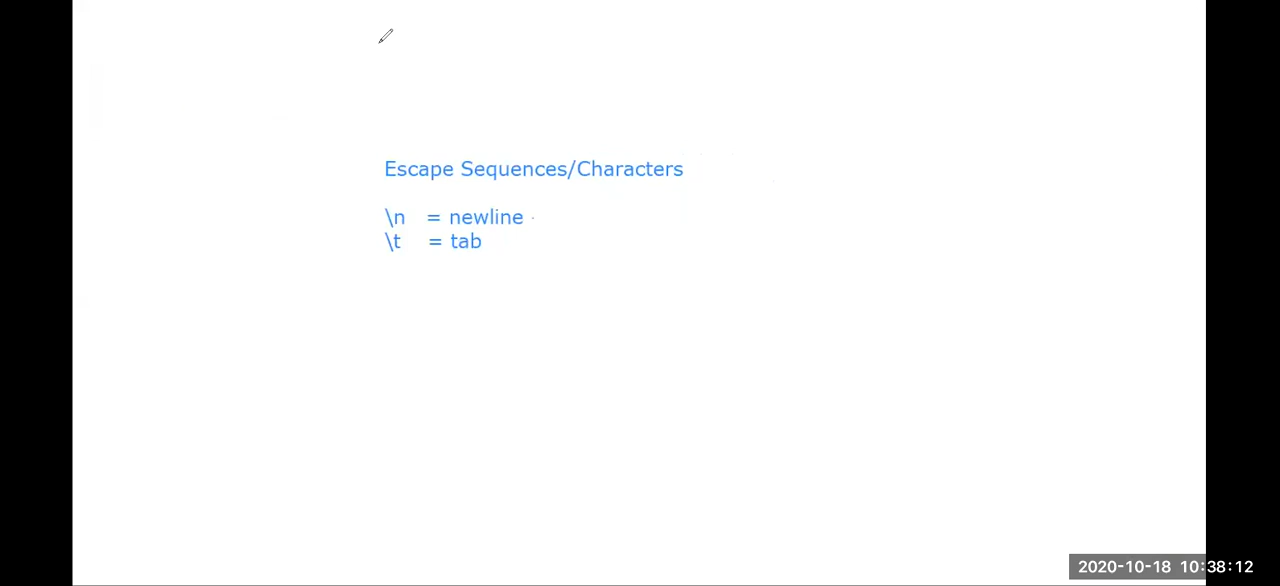 Escape Sequences/Characters
\n = newline
\t = tab
2020-10-18 10:38:12